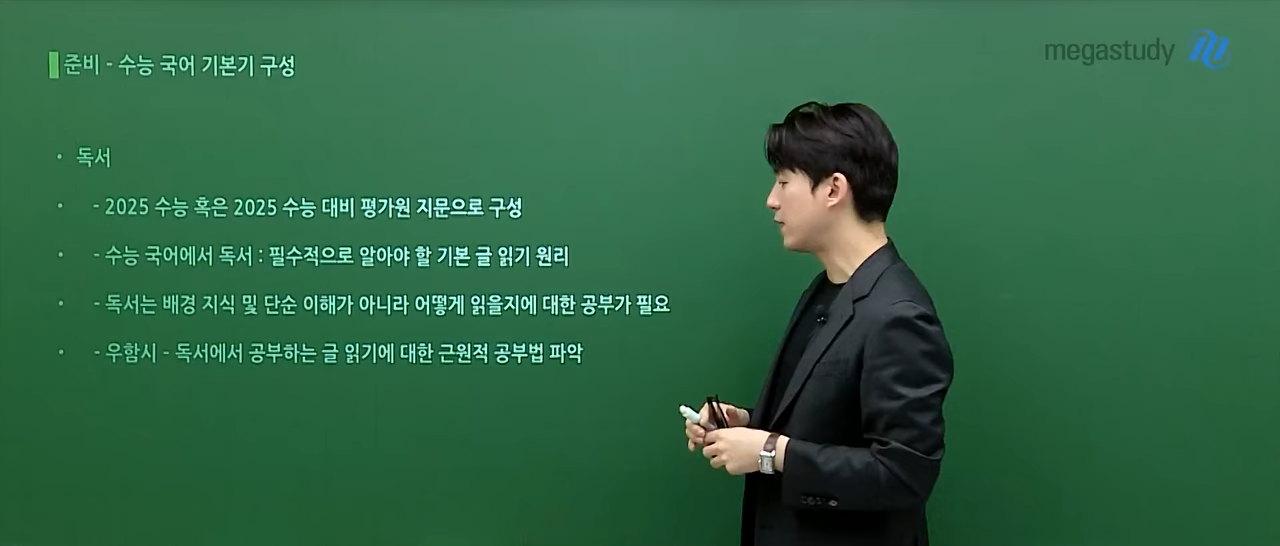 준비 - 수능 국어 기본기 구성
megastudy
• 독서
• - 2025 수능 혹은 2025 수능 대비 평가원 지문으로 구성
• - 수능 국어에서 독서 : 필수적으로 알아야 할 기본 글 읽기 원리
• - 독서는 배경 지식 및 단순 이해가 아니라 어떻게 읽을지에 대한 공부가 필요
• - 우함시 - 독서에서 공부하는 글 읽기에 대한 근원적 공부법 파악